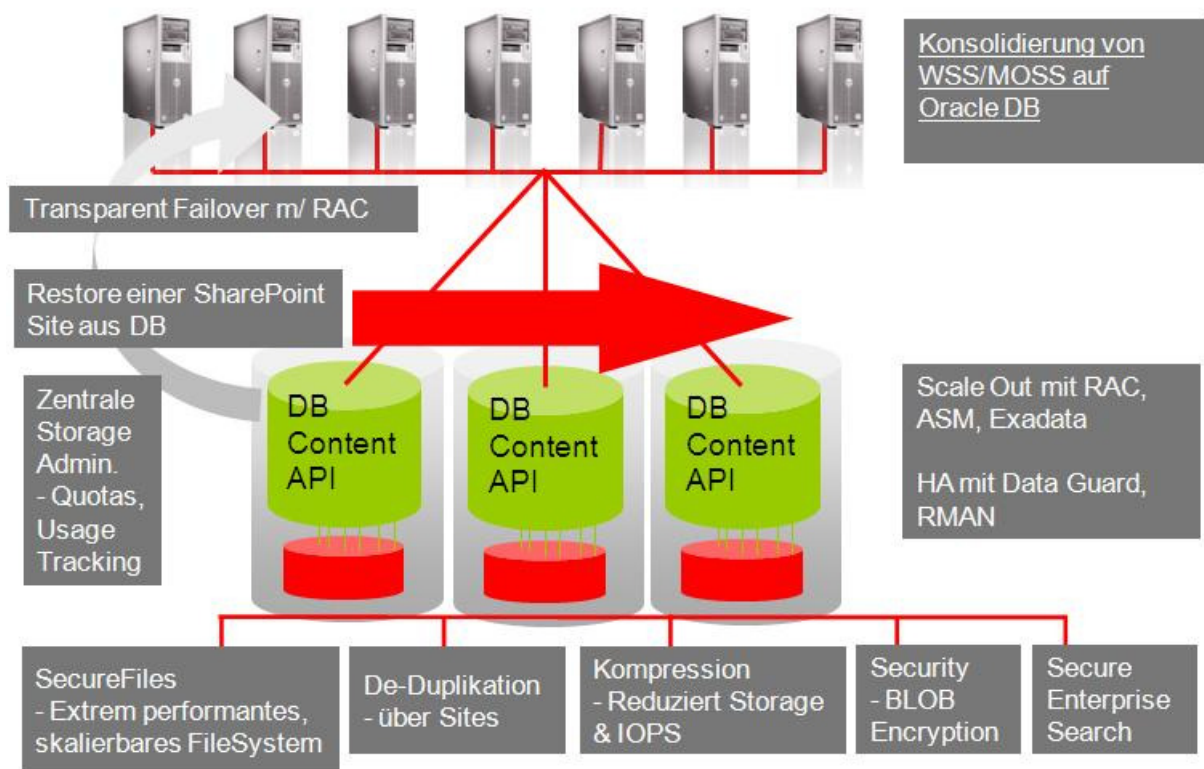 Konsolidierung von
WSS/MOSS auf
Oracle DB
Transparent Failover m/ RAC
Restore einer SharePoint
Site aus DB
Zentrale
Storage
Admin.
- Quotas,
Usage
Tracking
DB
Content
API
DB
Content
API
DB
Content
API
Scale Out mit RAC,
ASM, Exadata
HA mit Data Guard,
RMAN
SecureFiles
- Extrem performantes,
skalierbares FileSystem
De-Duplikation
- über Sites
Kompression
- Reduziert Storage
& IOPS
Security
- BLOB
Encryption
Secure
Enterprise
Search